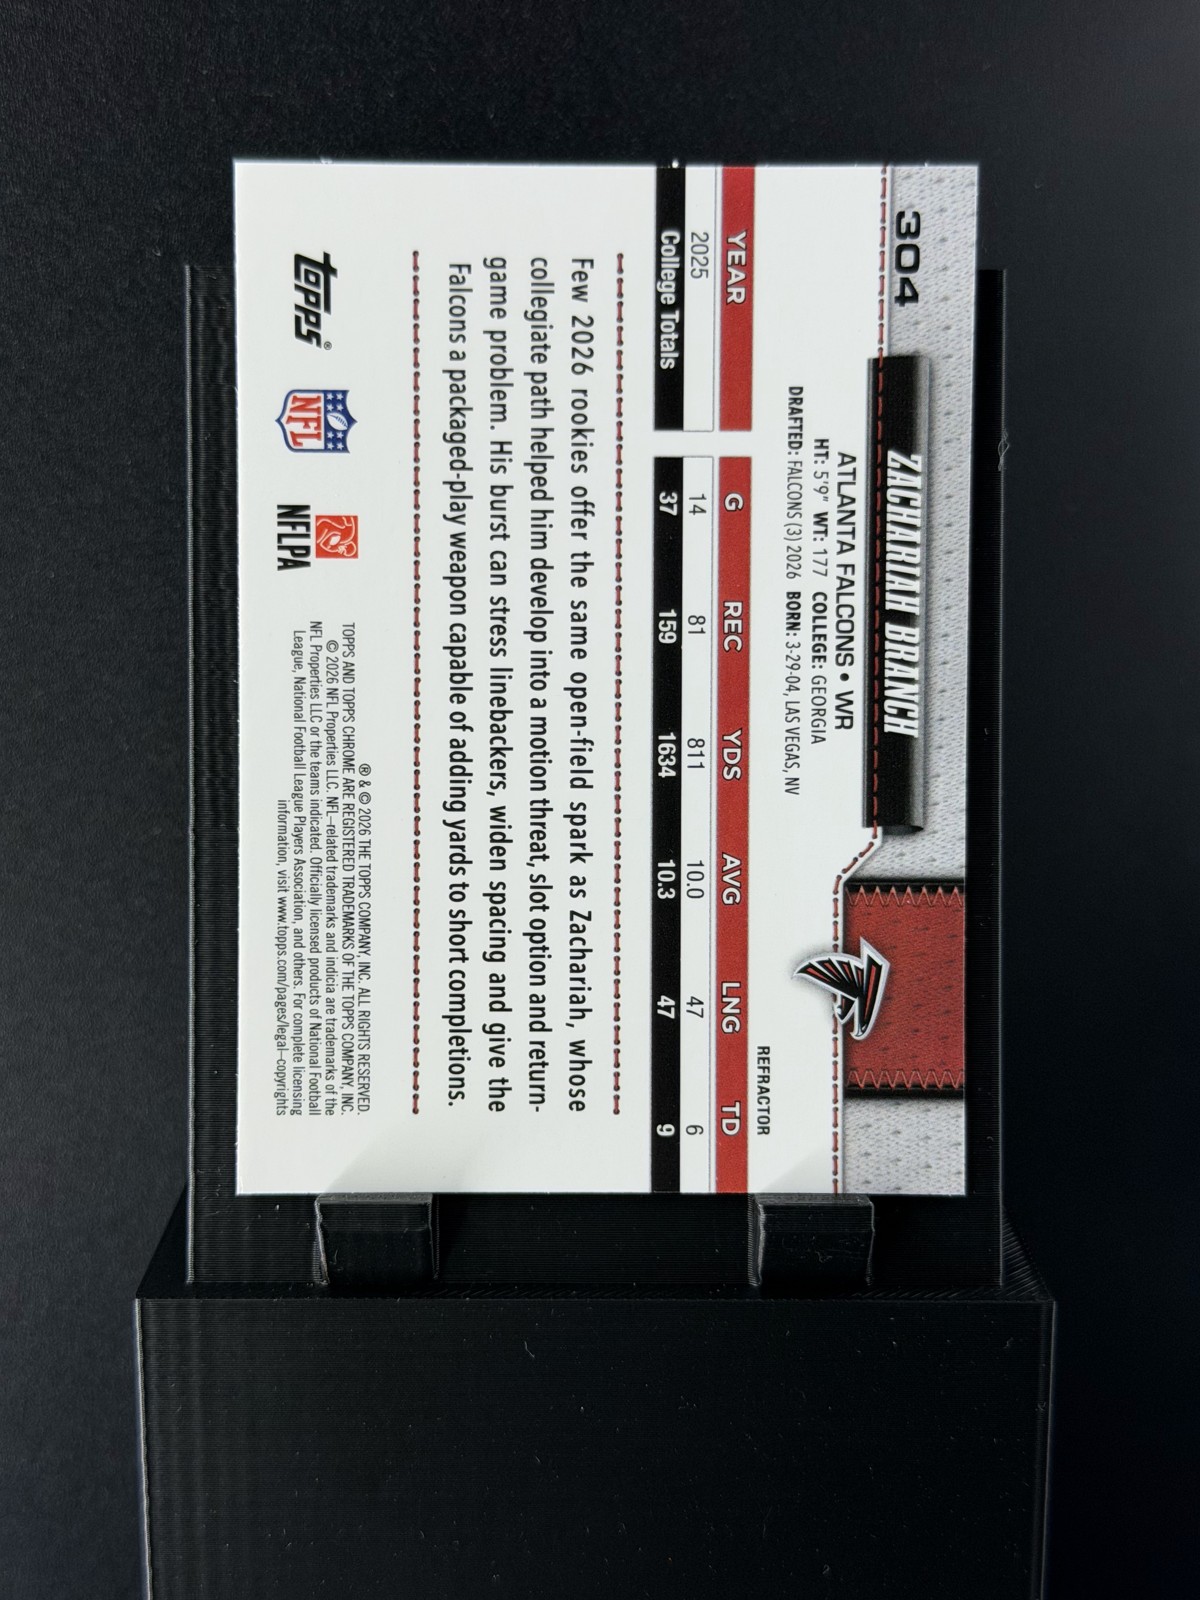 304
ZACHARIAH BRANCH
ATLANTA FALCONS • WR
HT: 5'9" WT: 177 COLLEGE: GEORGIA
DRAFTED: FALCONS (3) 2026 BORN: 3-29-04, LAS VEGAS, NV
REFRACTOR
YEAR G REC YDS AVG LNG TD
2025 14 81 811 10.0 47 6
College Totals 37 159 1634 10.3 47 9
Few 2026 rookies offer the same open-field spark as Zachariah, whose
collegiate path helped him develop into a motion threat, slot option and return-
game problem. His burst can stress linebackers, widen spacing and give the
Falcons a packaged-play weapon capable of adding yards to short completions.
topps®
NFL
NFLPA
® & © 2026 THE TOPPS COMPANY, INC. ALL RIGHTS RESERVED.
TOPPS AND TOPPS CHROME ARE REGISTERED TRADEMARKS OF THE TOPPS COMPANY, INC.
© 2026 NFL Properties LLC. NFL-related trademarks and indicia are trademarks of the
NFL Properties LLC or the teams indicated. Officially licensed products of National Football
League, National Football League Players Association, and others. For complete licensing
information, visit www.topps.com/pages/legal-copyrights